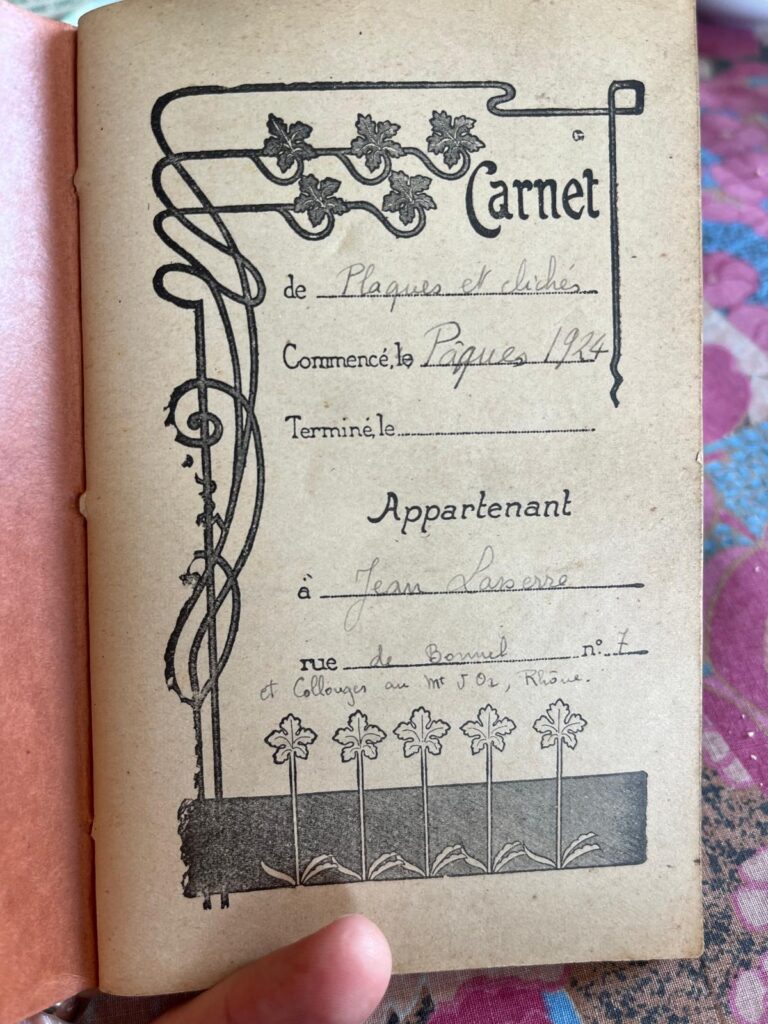 G
Carnet
de Plaques et clichés
Commencé, le Pâques 1924
Terminé, le
Appartenant
à Jean Lasserre
rue de Bonnel n° 7
et Collonges au Mt d'Or, Rhône.